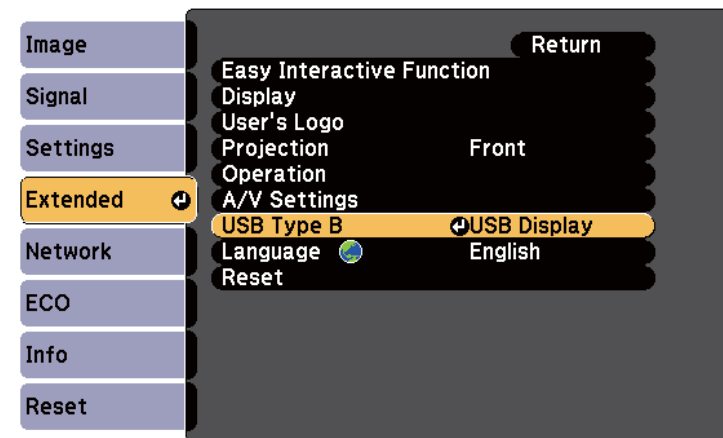 Image
Signal
Settings
Extended
Network
ECO
Info
Reset
Return
Easy Interactive Function
Display
User's Logo
Projection Front
Operation
A/V Settings
USB Type B USB Display
Language English
Reset